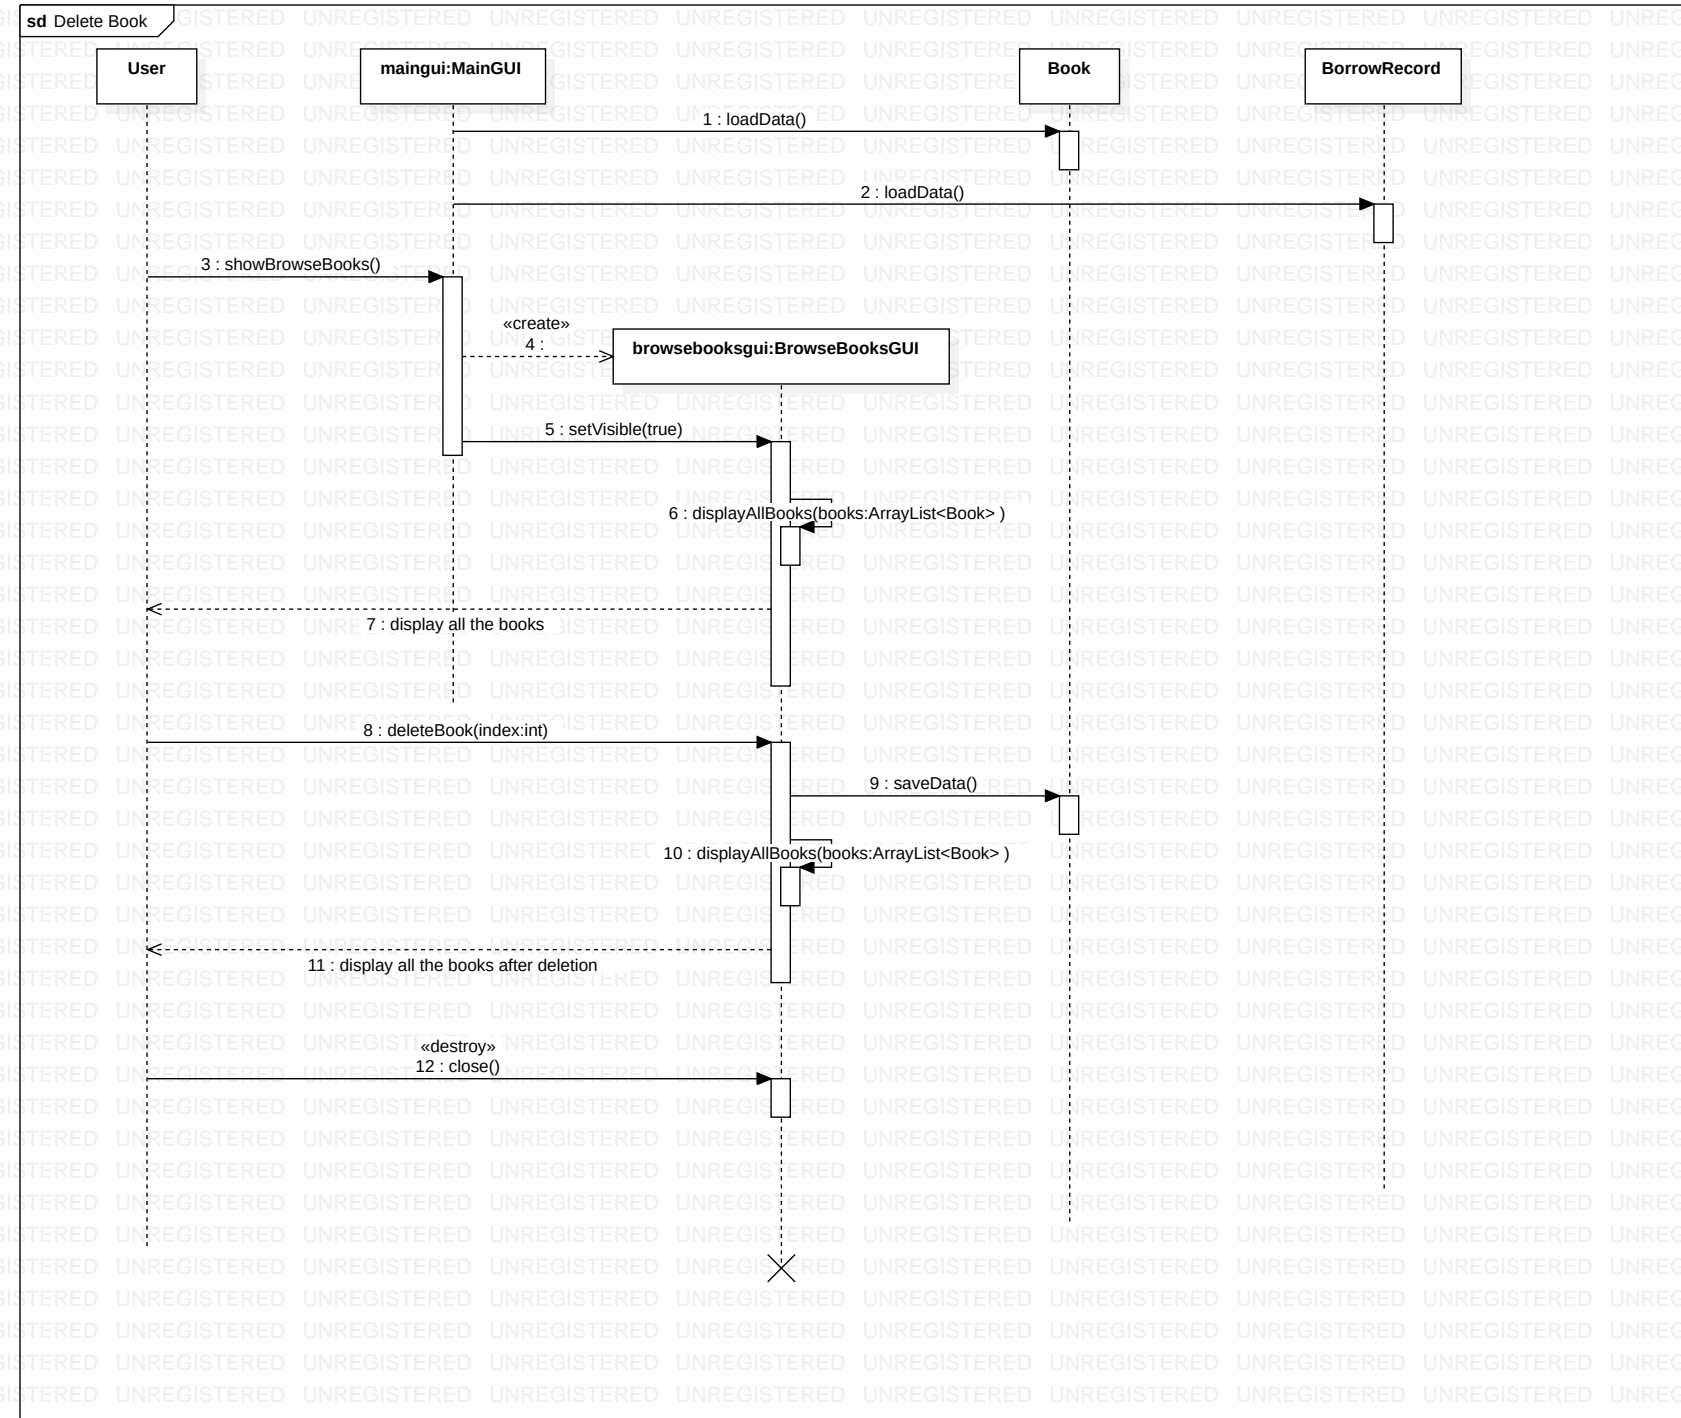 sd Delete Book
User
maingui:MainGUI
Book
BorrowRecord
1 : loadData()
2 : loadData()
3 : showBrowseBooks()
«create»
4 :
browsebooksgui:BrowseBooksGUI
5 : setVisible(true)
6 : displayAllBooks(books:ArrayList<Book> )
7 : display all the books
8 : deleteBook(index:int)
9 : saveData()
10 : displayAllBooks(books:ArrayList<Book> )
11 : display all the books after deletion
«destroy»
12 : close()
UNREGISTERED